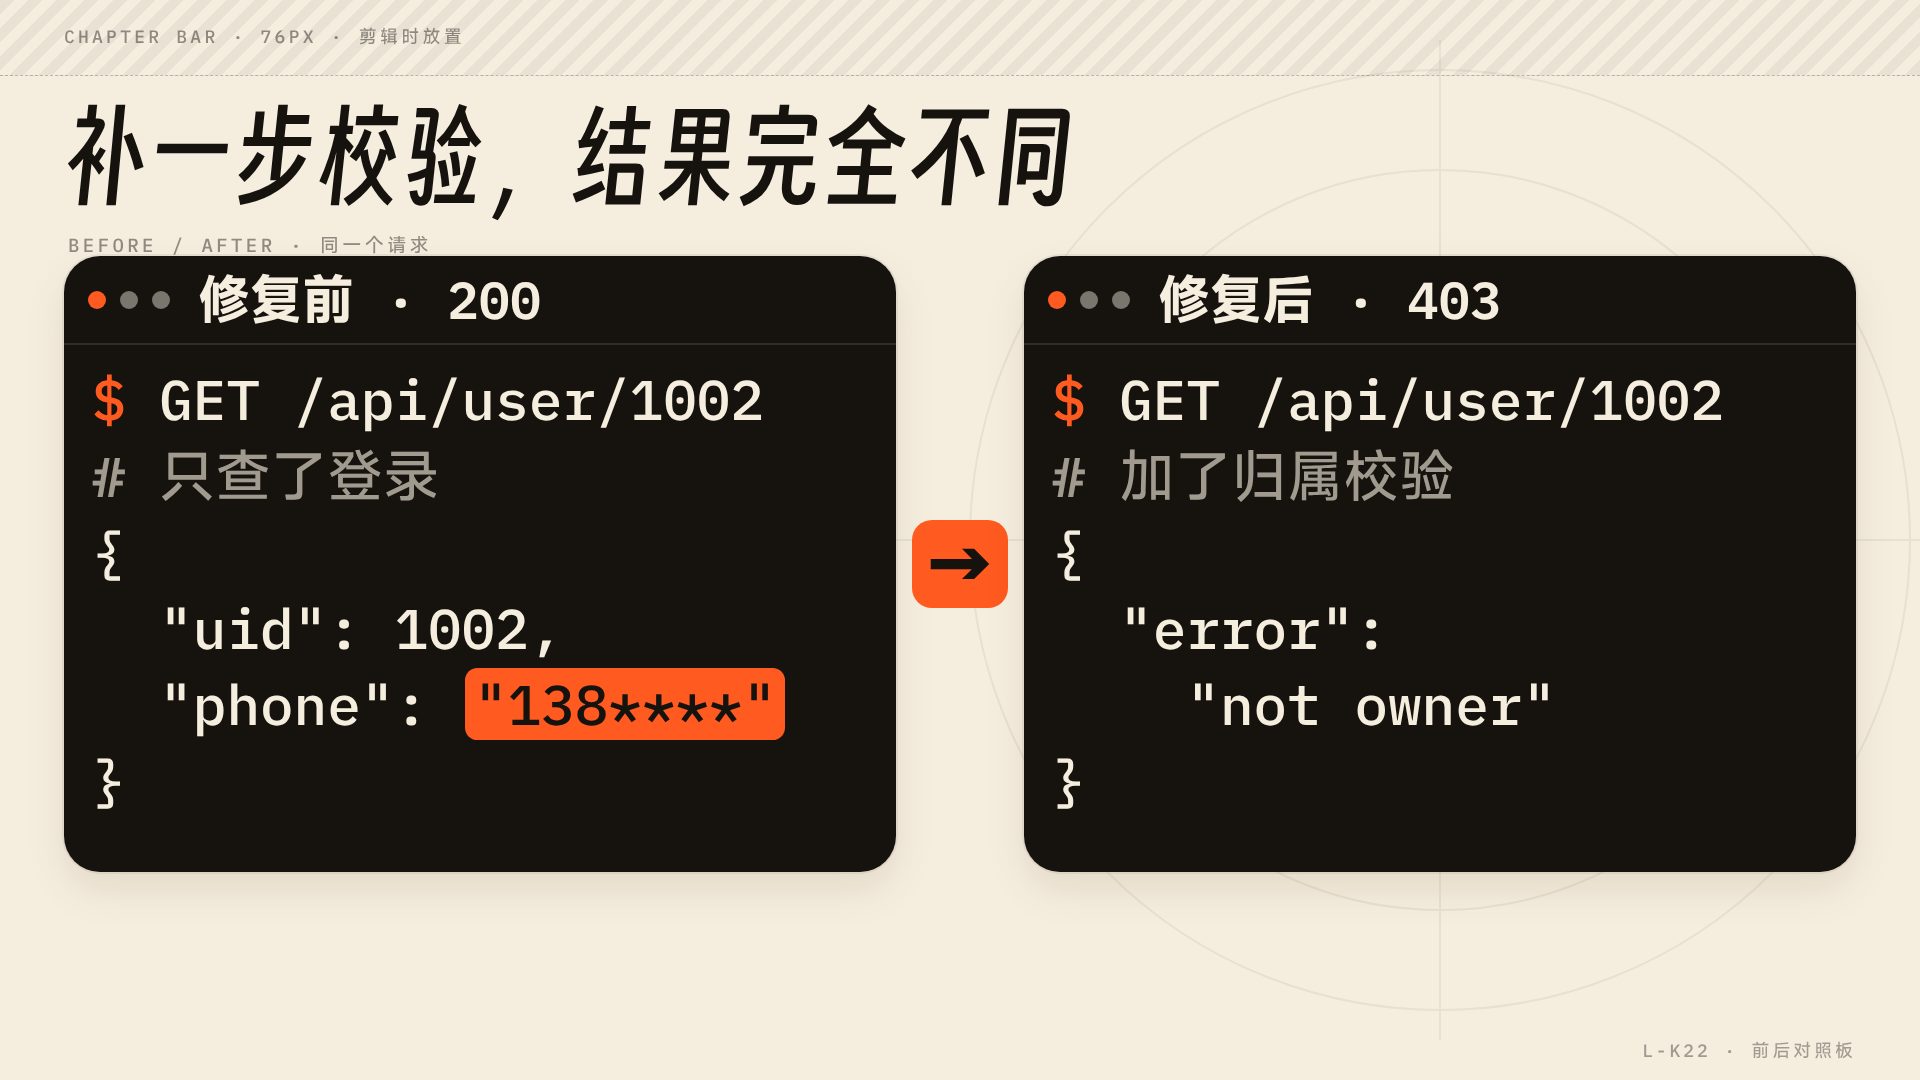 CHAPTER BAR · 76PX · 剪辑时放置
补一步校验，结果完全不同
BEFORE / AFTER · 同一个请求
修复前 · 200
$ GET /api/user/1002
# 只查了登录
{
"uid": 1002,
"phone": "138****"
}
→
修复后 · 403
$ GET /api/user/1002
# 加了归属校验
{
"error":
"not owner"
}
L-K22 · 前后对照板